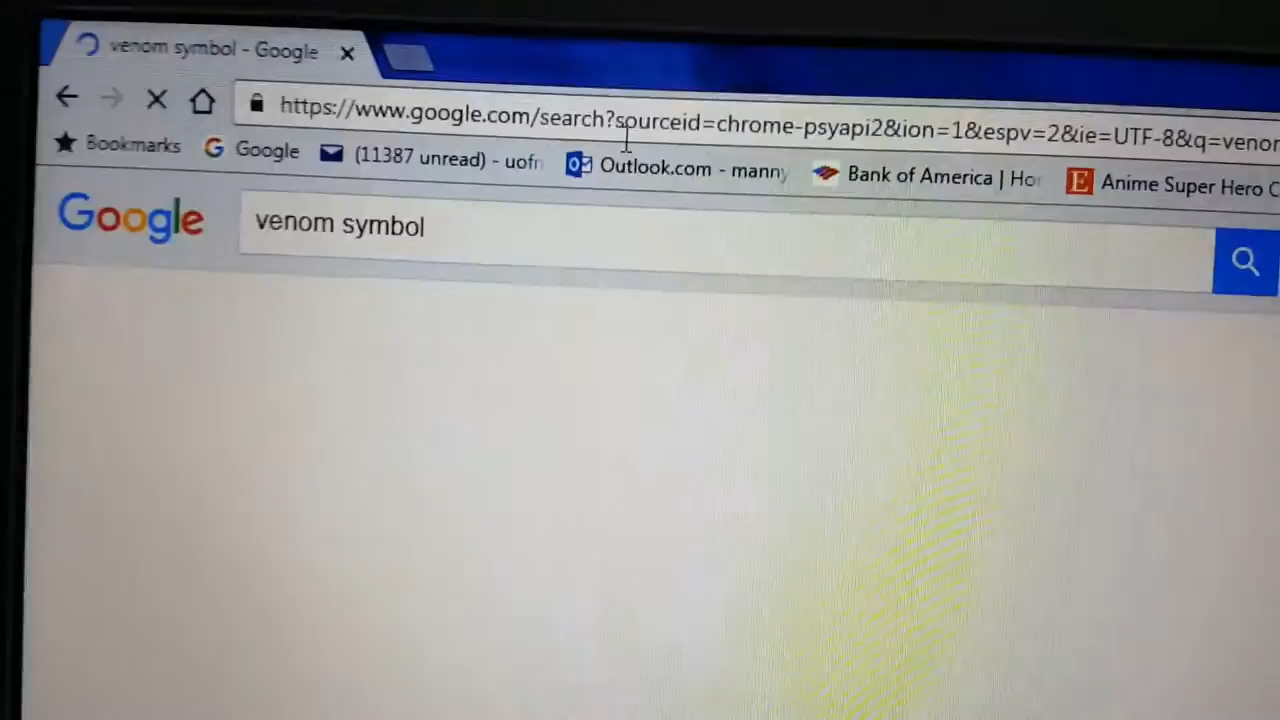 venom symbol - Google
https://www.google.com/search?sourceid=chrome-psyapi2&ion=1&espv=2&ie=UTF-8&q=venor
Bookmarks Google (11387 unread) - uofn Outlook.com - manny Bank of America | Ho Anime Super Hero C
Google venom symbol